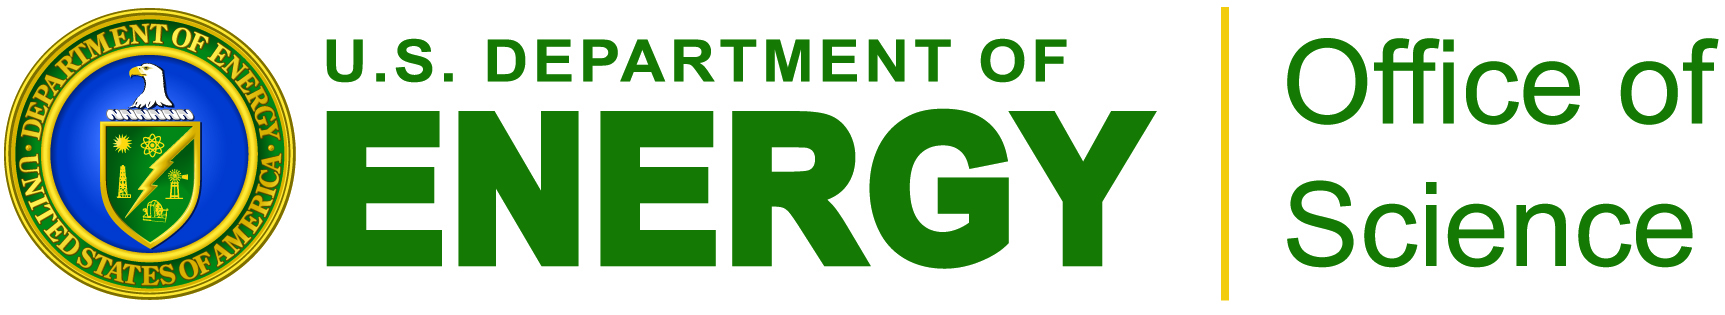 DEPARTMENT OF ENERGY
UNITED STATES OF AMERICA
U.S. DEPARTMENT OF
ENERGY
Office of
Science